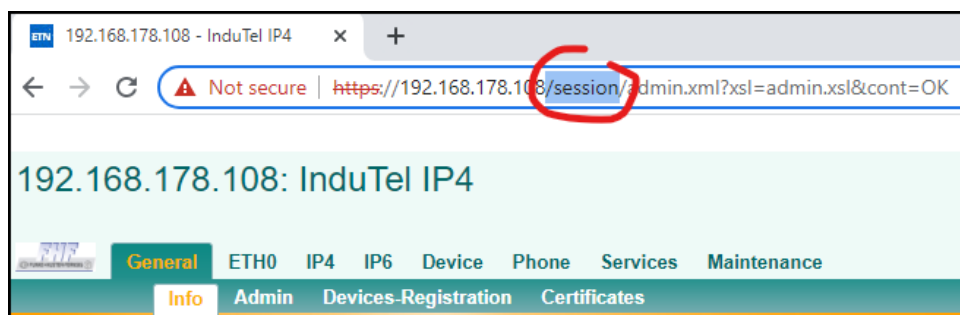 ETN 192.168.178.108 - InduTel IP4
Not secure | https://192.168.178.108/session/admin.xml?xsl=admin.xsl&cont=OK
192.168.178.108: InduTel IP4
FHF General ETH0 IP4 IP6 Device Phone Services Maintenance
Info Admin Devices-Registration Certificates